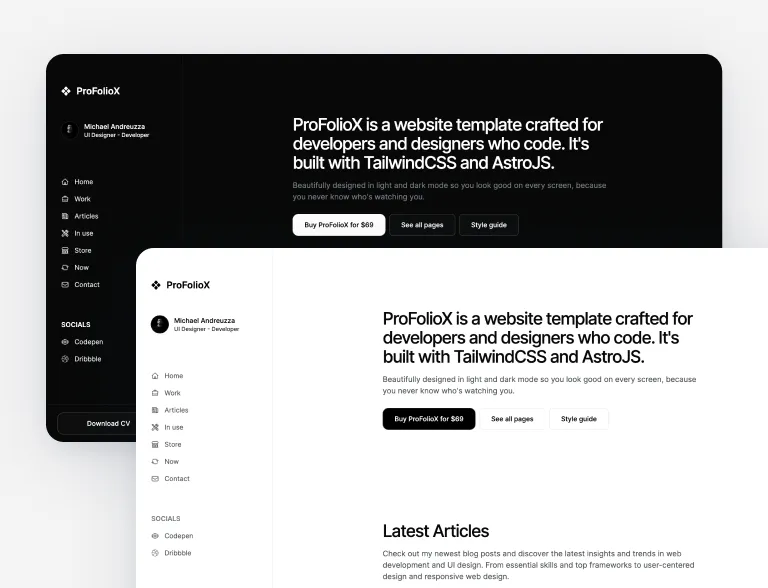 ProFolioX
Michael Andreuzza
UI Designer - Developer
Home
Work
Articles
In use
Store
Now
Contact
SOCIALS
Codepen
Dribbble
Download CV
ProFolioX is a website template crafted for
developers and designers who code. It's
built with TailwindCSS and AstroJS.
Beautifully designed in light and dark mode so you look good on every screen, because
you never know who's watching you.
Buy ProFolioX for $69
See all pages
Style guide
ProFolioX
Michael Andreuzza
UI Designer - Developer
Home
Work
Articles
In use
Store
Now
Contact
SOCIALS
Codepen
Dribbble
ProFolioX is a website template crafted for
developers and designers who code. It's
built with TailwindCSS and AstroJS.
Beautifully designed in light and dark mode so you look good on every screen, because
you never know who's watching you.
Buy ProFolioX for $69
See all pages
Style guide
Latest Articles
Check out my newest blog posts and discover the latest insights and trends in web
development and UI design. From essential skills and top frameworks to user-centered
design and responsive web design.